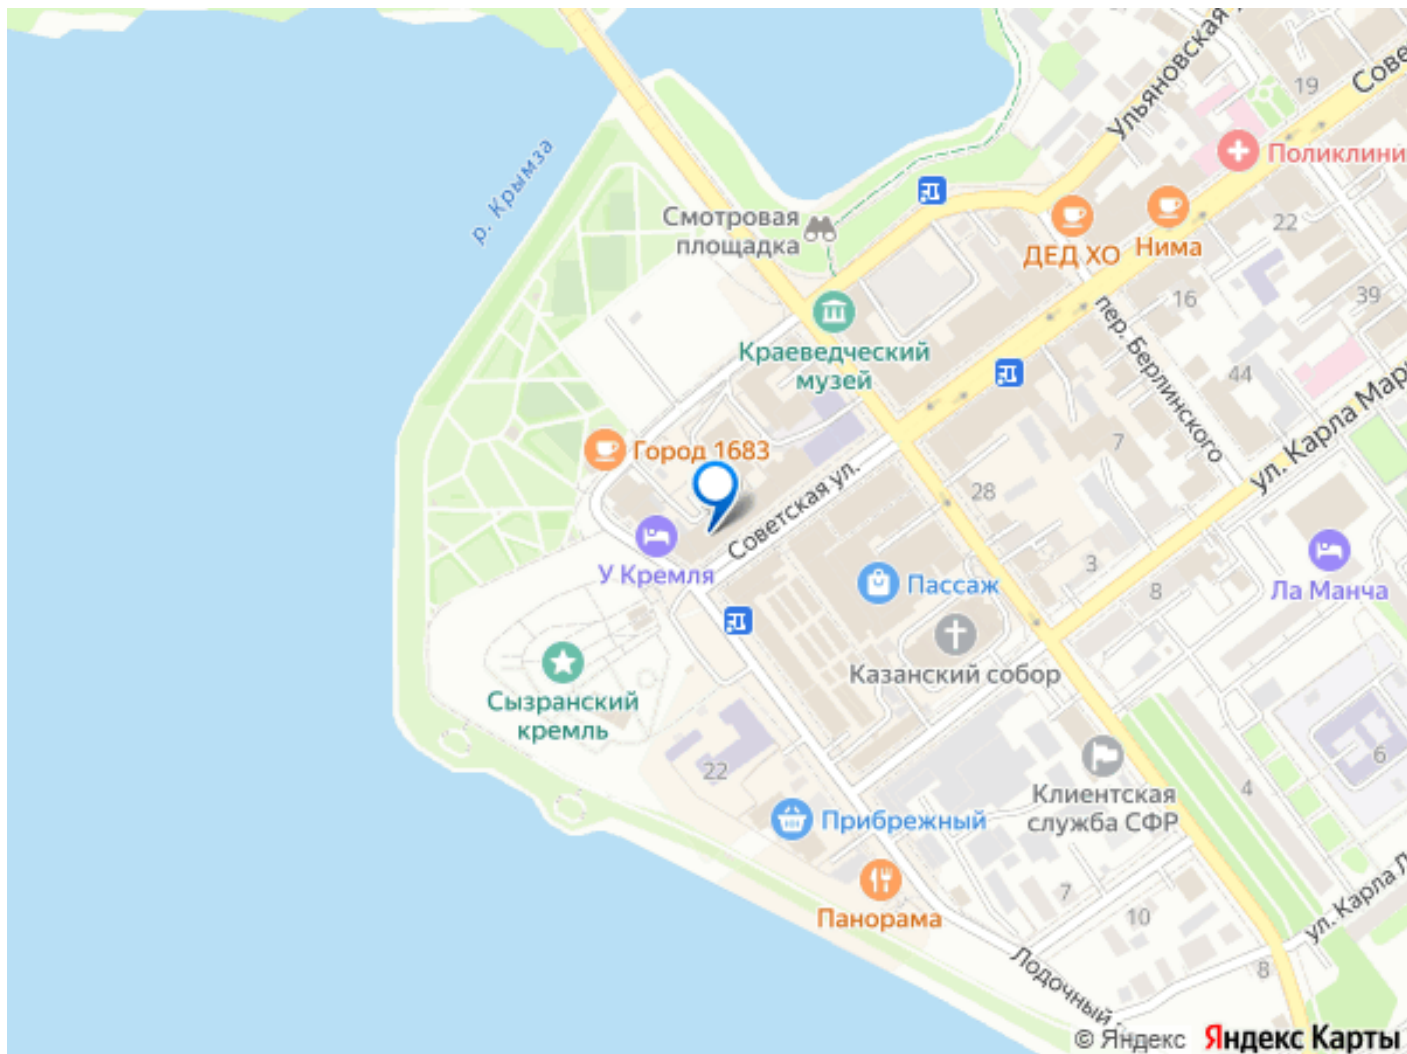 Ульяновская
19
Сове
р. Крымза
Поликлини
Смотровая
площадка
22
ДЕД ХО
Нима
16
39
пер. Берлинского
Краеведческий
музей
44
ул. Карла Мар
7
Город 1683
28
Советская ул.
3
У Кремля
Пассаж
8
Ла Манча
Казанский собор
Сызранский
кремль
22
6
4
Клиентская
служба СФР
Прибрежный
7
Панорама
10
ул. Карла Л
8
Лодочный
© Яндекс Яндекс Карты